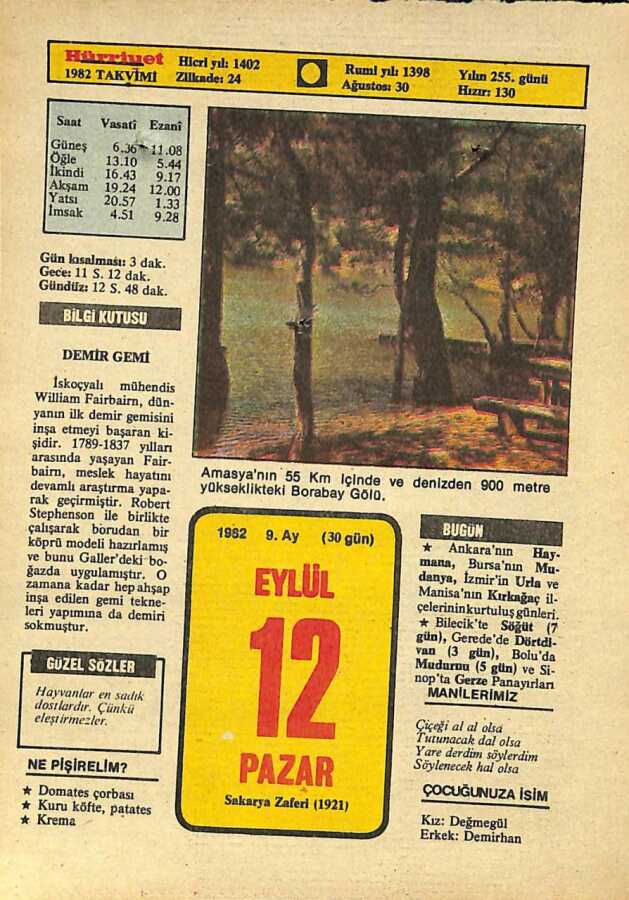 Hürriyet
1982 TAKVİMİ
Hicri yıl: 1402
Zilkade: 24
Rumi yıl: 1398
Ağustos: 30
Yılın 255. günü
Hızır: 130
Saat Vasatî Ezanî
Güneş 6.36 11.08
Öğle 13.10 5.44
İkindi 16.43 9.17
Akşam 19.24 12.00
Yatsı 20.57 1.33
İmsak 4.51 9.28
Gün kısalması: 3 dak.
Gece: 11 S. 12 dak.
Gündüz: 12 S. 48 dak.
BİLGİ KUTUSU
DEMİR GEMİ
İskoçyalı mühendis
William Fairbairn, dün-
yanın ilk demir gemisini
inşa etmeyi başaran ki-
şidir. 1789-1837 yılları
arasında yaşayan Fair-
bairn, meslek hayatını
devamlı araştırma yapa-
rak geçirmiştir. Robert
Stephenson ile birlikte
çalışarak borudan bir
köprü modeli hazırlamış
ve bunu Galler'deki bo-
ğazda uygulamıştır. O
zamana kadar hep ahşap
inşa edilen gemi tekne-
leri yapımına da demiri
sokmuştur.
GÜZEL SÖZLER
Hayvanlar en sadık
dostlardır. Çünkü
eleştirmezler.
NE PİŞİRELİM?
★ Domates çorbası
★ Kuru köfte, patates
★ Krema
Amasya'nın 55 Km içinde ve denizden 900 metre
yükseklikteki Borabay Gölü.
1982 9. Ay (30 gün)
EYLÜL
12
PAZAR
Sakarya Zaferi (1921)
BUGÜN
★ Ankara'nın Hay-
mana, Bursa'nın Mu-
danya, İzmir'in Urla ve
Manisa'nın Kırkağaç il-
çelerinin kurtuluş günleri.
★ Bilecik'te Söğüt (7
gün), Gerede'de Dörtdi-
van (3 gün), Bolu'da
Mudurnu (5 gün) ve Si-
nop'ta Gerze Panayırları
MANİLERİMİZ
Çiçeği al al olsa
Tutunacak dal olsa
Yare derdim söylerdim
Söylenecek hal olsa
ÇOCUĞUNUZA İSİM
Kız: Değmegül
Erkek: Demirhan